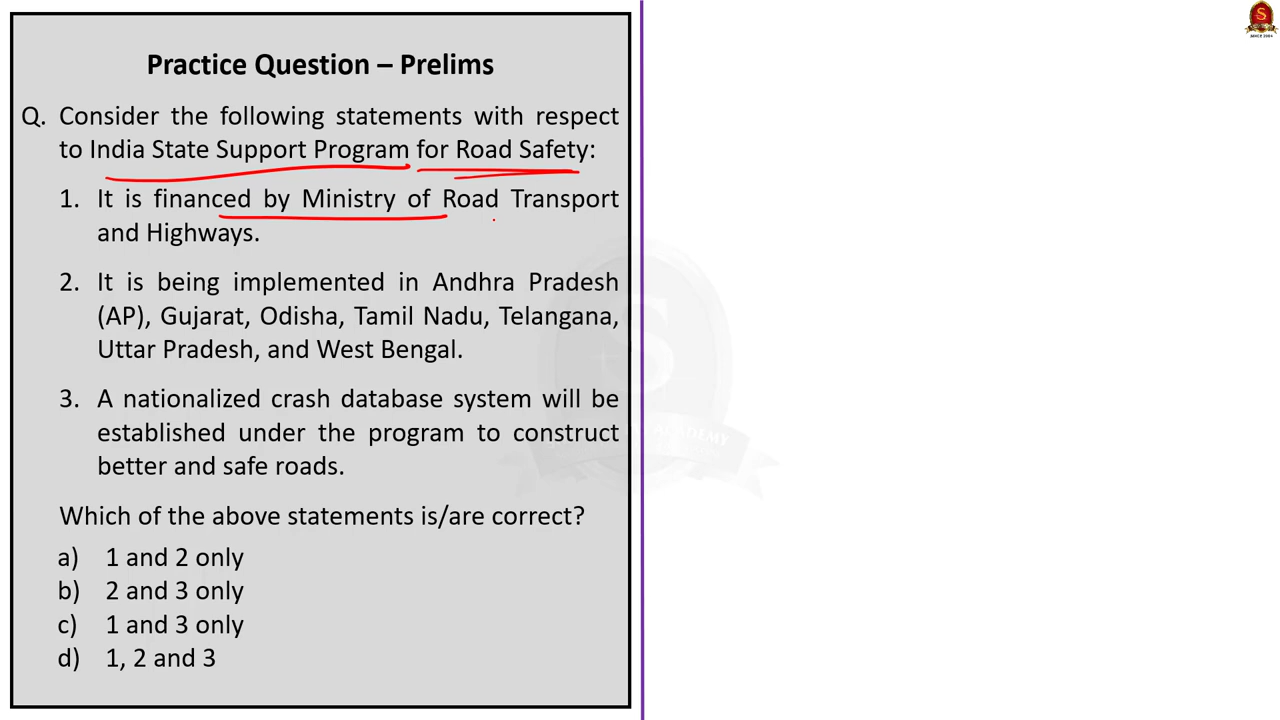 Practice Question – Prelims
Q. Consider the following statements with respect
to India State Support Program for Road Safety:
1. It is financed by Ministry of Road Transport
and Highways.
2. It is being implemented in Andhra Pradesh
(AP), Gujarat, Odisha, Tamil Nadu, Telangana,
Uttar Pradesh, and West Bengal.
3. A nationalized crash database system will be
established under the program to construct
better and safe roads.
Which of the above statements is/are correct?
a) 1 and 2 only
b) 2 and 3 only
c) 1 and 3 only
d) 1, 2 and 3
S
SINCE 2004
S
ACADEMY